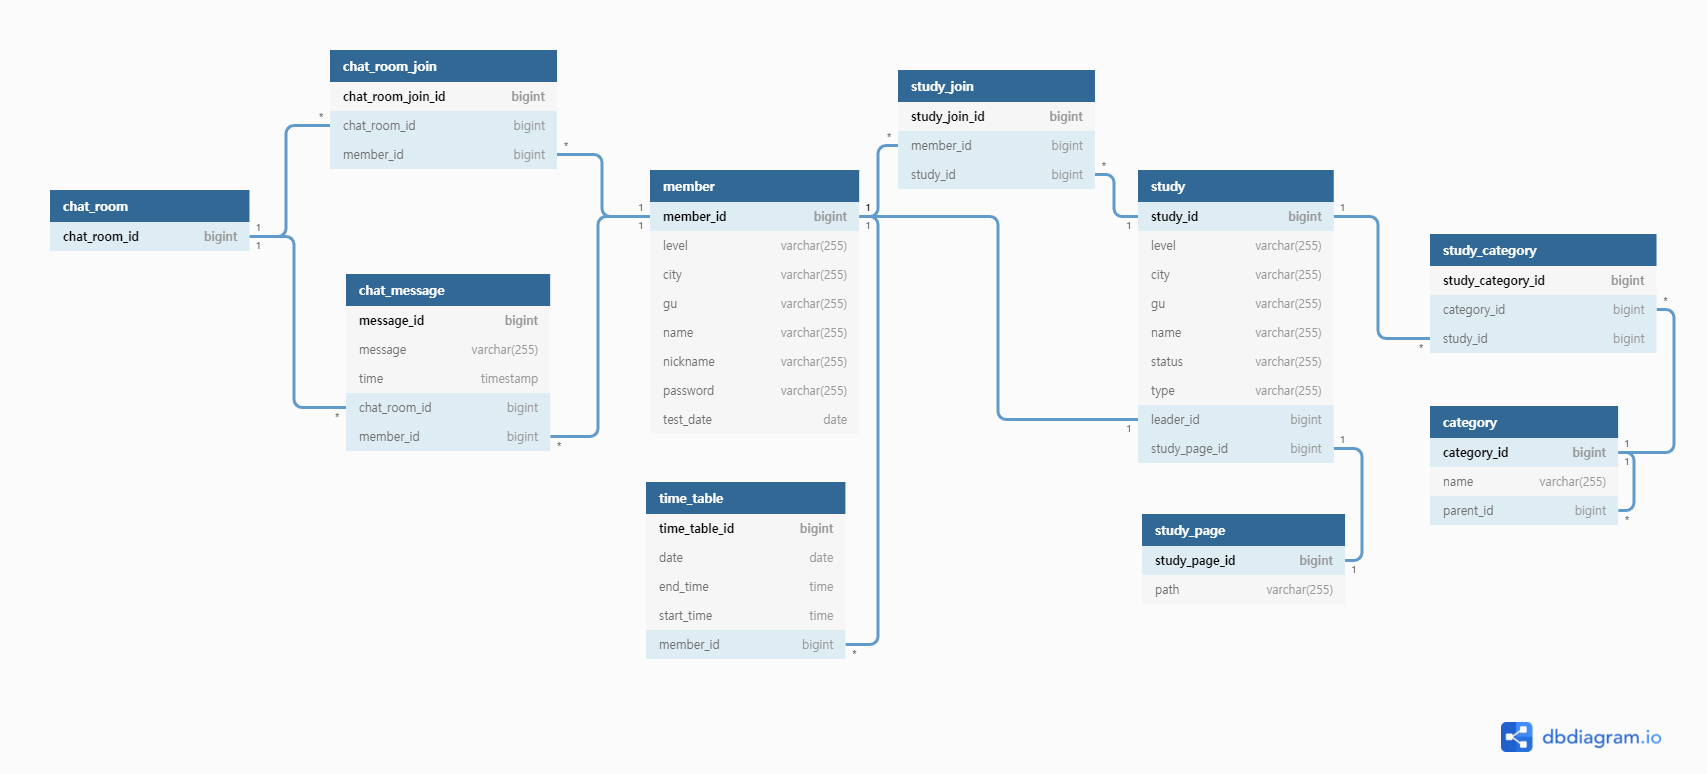 chat_room_join
chat_room_join_id bigint
* chat_room_id bigint
member_id bigint *
chat_room
chat_room_id bigint
1
1
chat_message
message_id bigint
message varchar(255)
time timestamp
* chat_room_id bigint
member_id bigint *
member
1 member_id bigint 1
1 level varchar(255) 1
city varchar(255)
gu varchar(255)
name varchar(255)
nickname varchar(255)
password varchar(255)
test_date date
time_table
time_table_id bigint
date date
end_time time
start_time time
member_id bigint *
study_join
study_join_id bigint
* member_id bigint
study_id bigint *
study
study_id bigint 1
1 level varchar(255)
city varchar(255)
gu varchar(255)
name varchar(255)
status varchar(255)
type varchar(255)
1 leader_id bigint
study_page_id bigint 1
study_page
study_page_id bigint 1
path varchar(255)
study_category
study_category_id bigint
category_id bigint *
* study_id bigint
category
category_id bigint 1
1
name varchar(255)
parent_id bigint *
dbdiagram.io